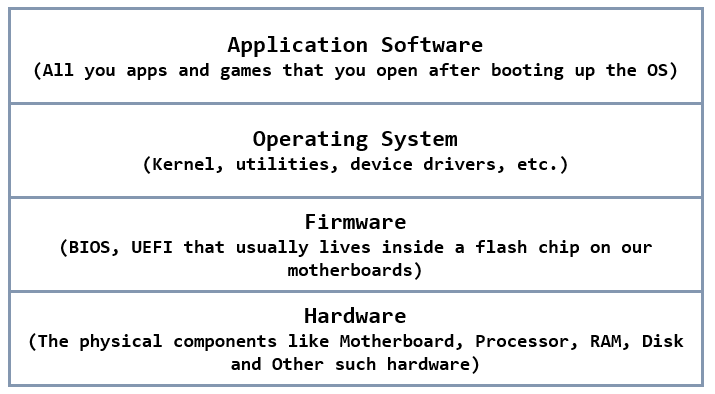 Application Software
(All you apps and games that you open after booting up the OS)
Operating System
(Kernel, utilities, device drivers, etc.)
Firmware
(BIOS, UEFI that usually lives inside a flash chip on our
motherboards)
Hardware
(The physical components like Motherboard, Processor, RAM, Disk
and Other such hardware)